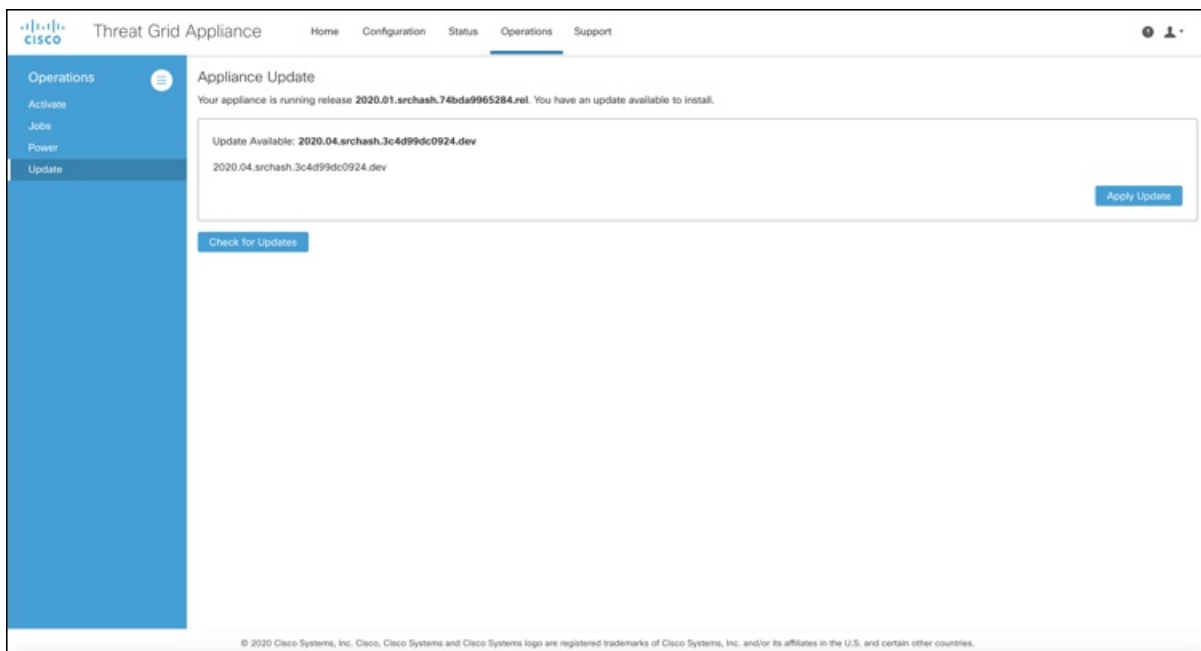 CISCO
Threat Grid Appliance
Home Configuration Status Operations Support
Operations
Activate
Jobs
Power
Update
Appliance Update
Your appliance is running release 2020.01.srchash.74bda9965284.rel. You have an update available to install.
Update Available: 2020.04.srchash.3c4d99dc0924.dev
2020.04.srchash.3c4d99dc0924.dev
Apply Update
Check for Updates
© 2020 Cisco Systems, Inc. Cisco, Cisco Systems and Cisco Systems logo are registered trademarks of Cisco Systems, Inc. and/or its affiliates in the U.S. and certain other countries.